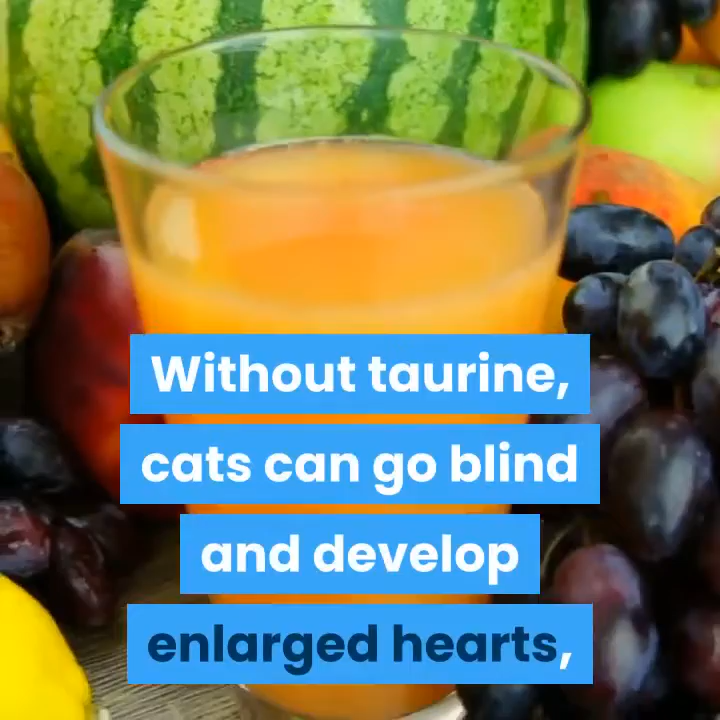 Without taurine,
cats can go blind
and develop
enlarged hearts,